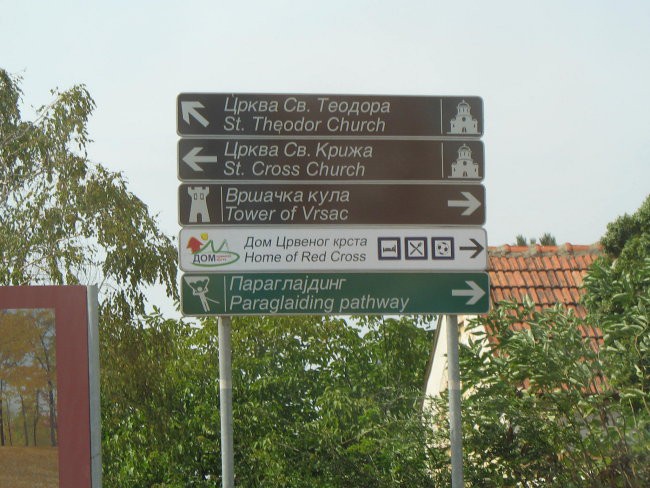 Црква Св. Теодора
St. Theodor Church
Црква Св. Крижа
St. Cross Church
Вршачка кула
Tower of Vrsac
ДОМ
Дом Црвеног крста
Home of Red Cross
Параглајдинг
Paraglaiding pathway